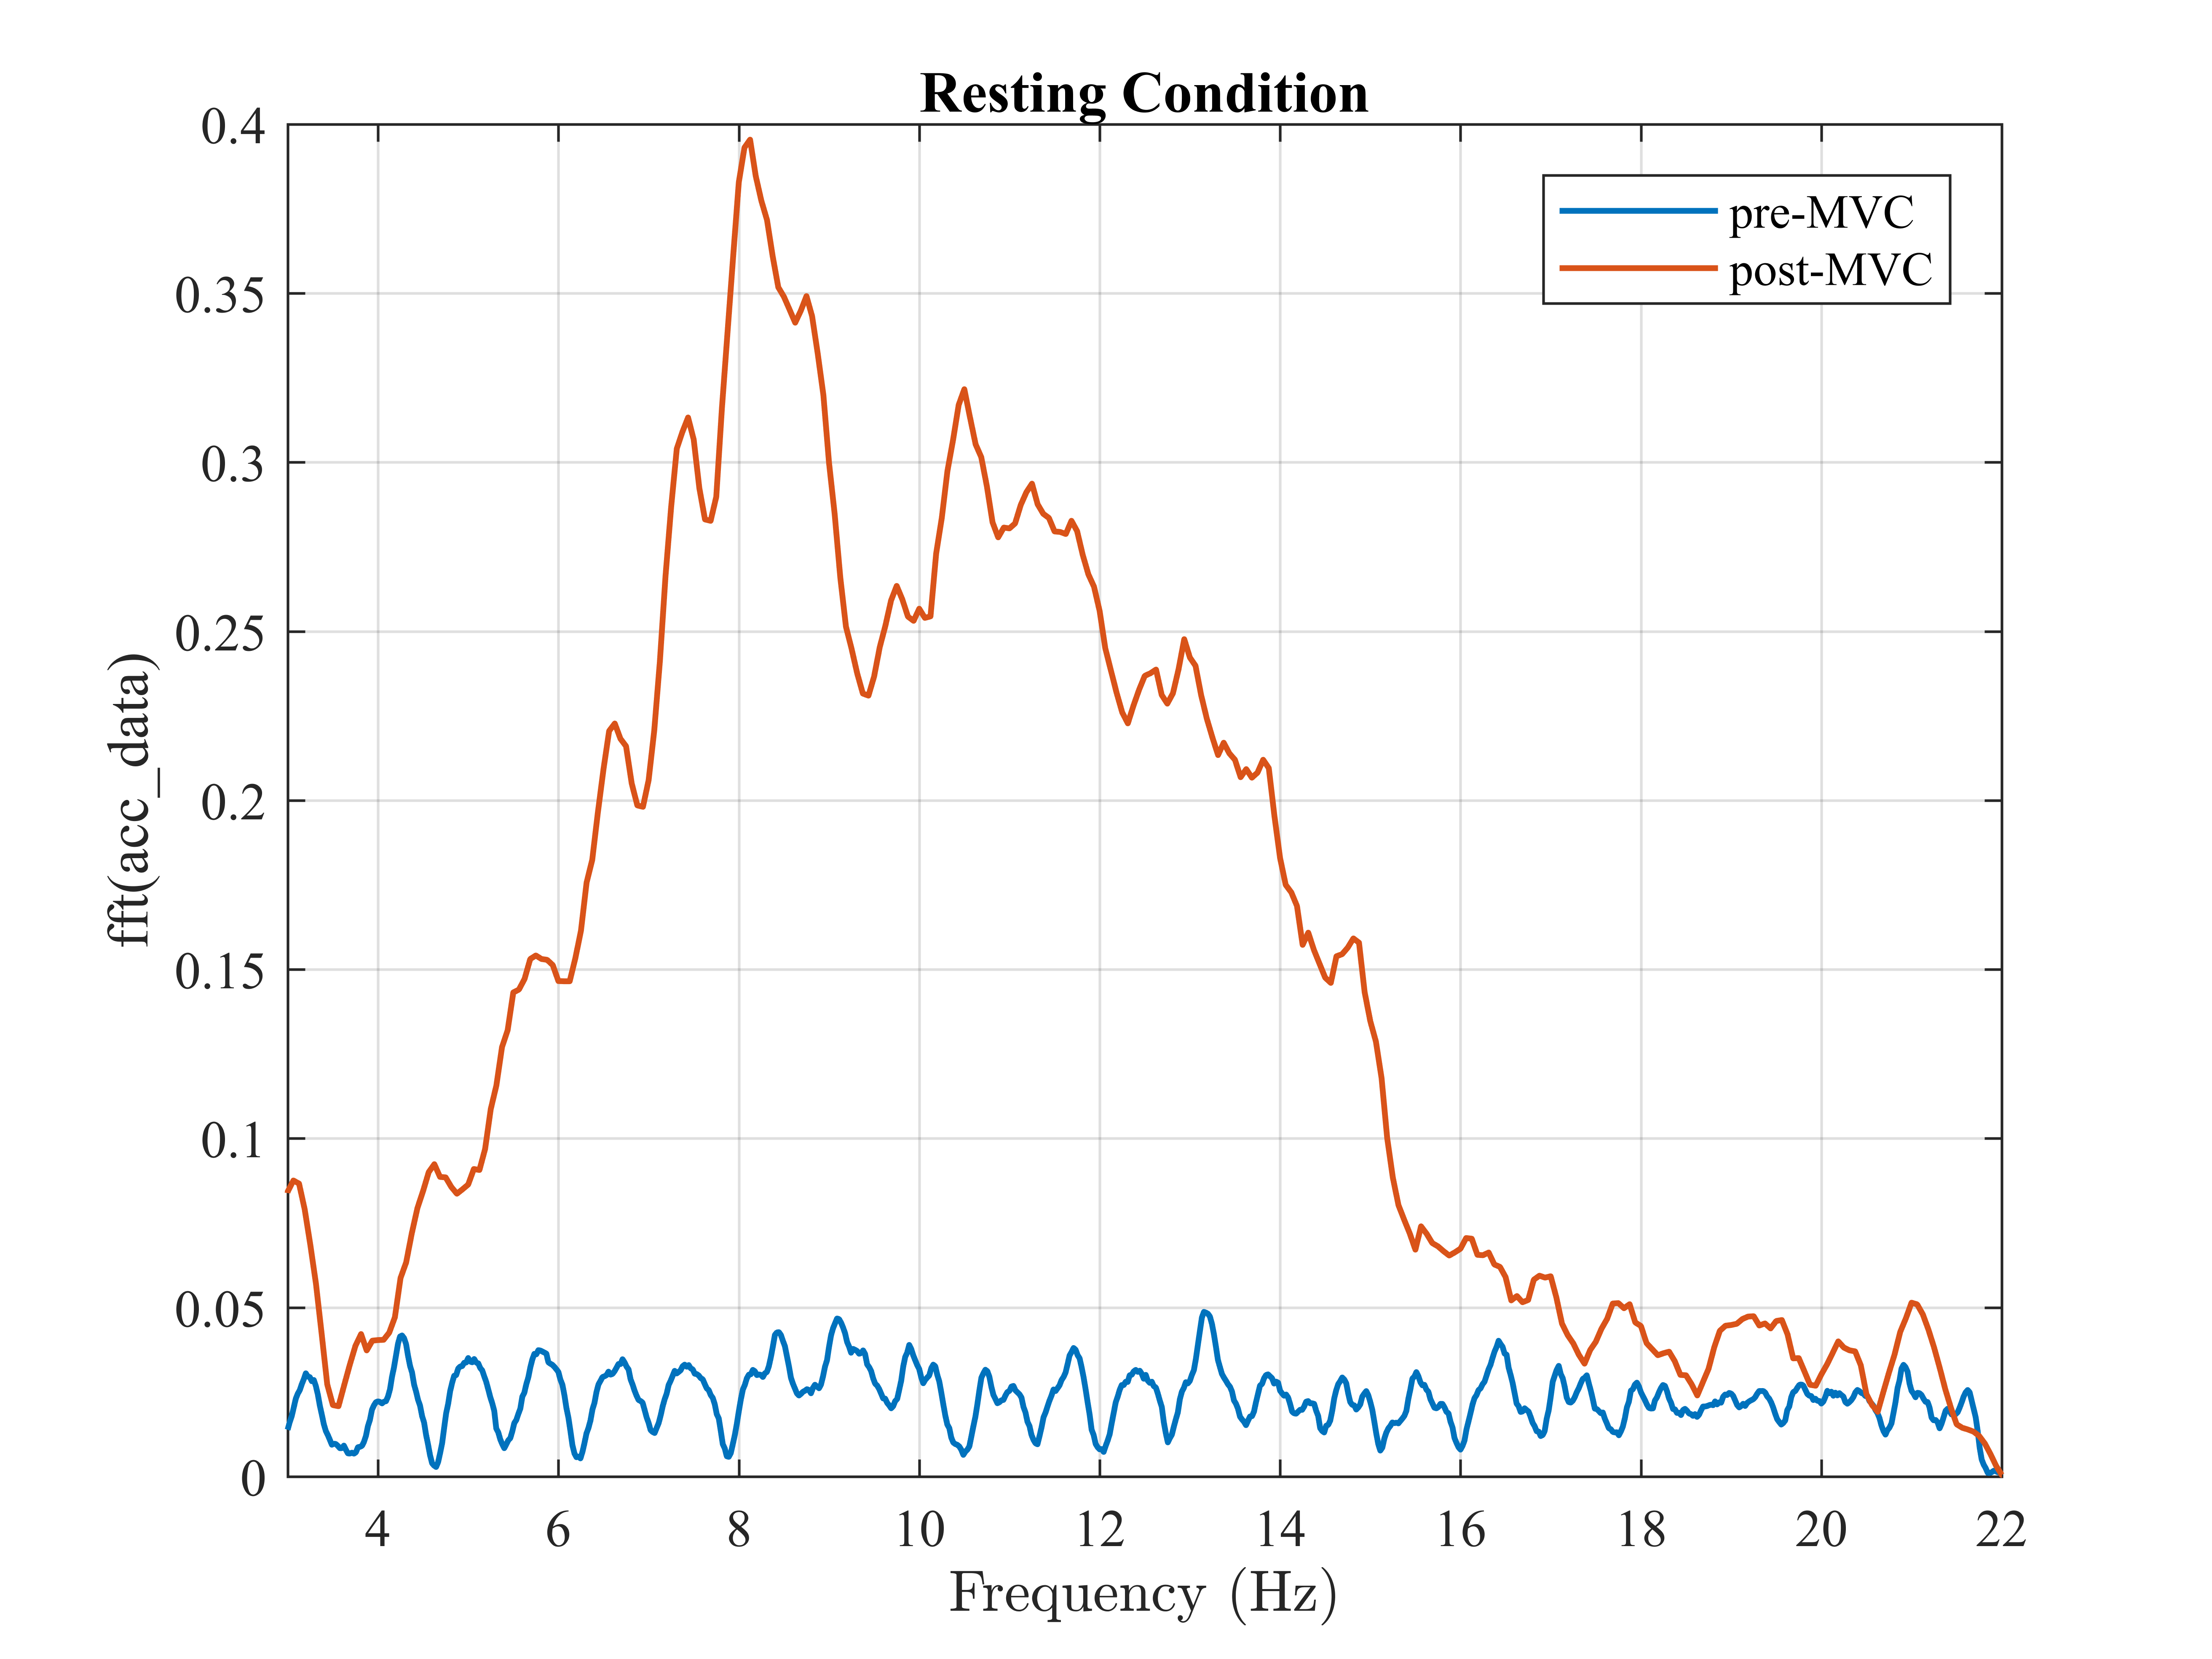 Resting Condition
pre-MVC
post-MVC
0.4
0.35
0.3
0.25
0.2
0.15
0.1
0.05
0
fft(acc_data)
4 6 8 10 12 14 16 18 20 22
Frequency (Hz)